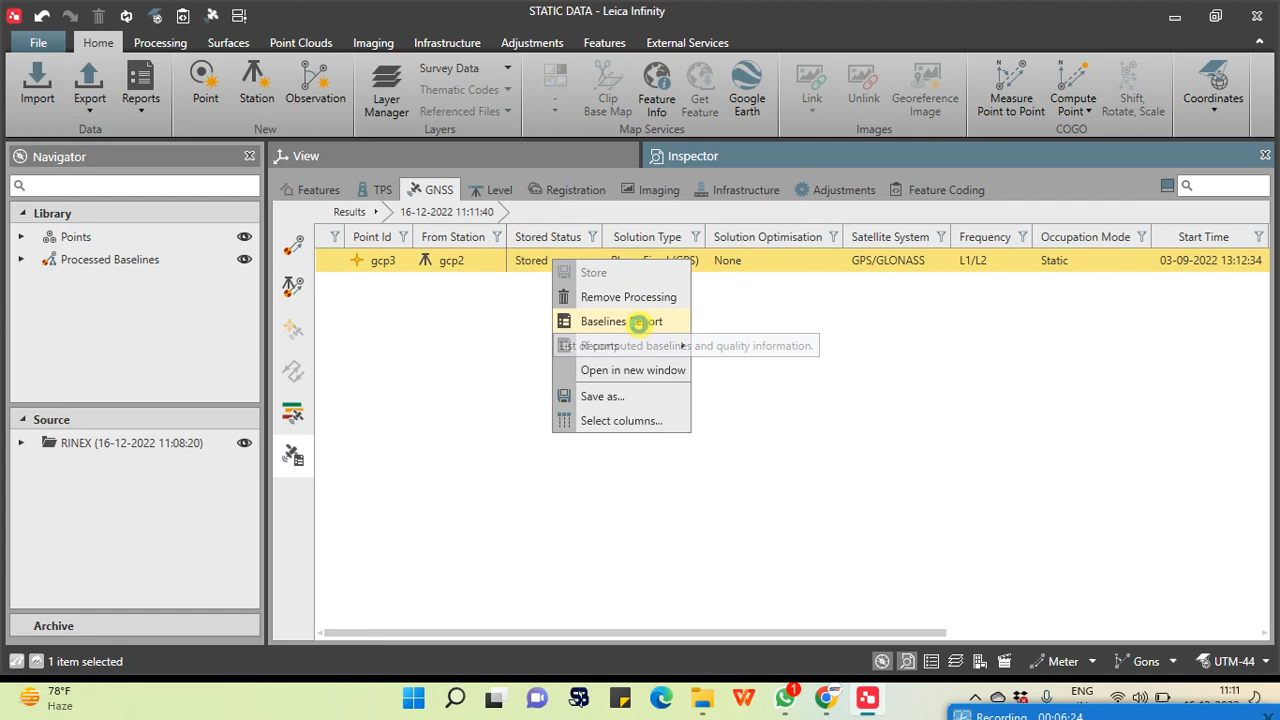 STATIC DATA - Leica Infinity
File Home Processing Surfaces Point Clouds Imaging Infrastructure Adjustments Features External Services
Import Export Reports Point Station Observation Layer Manager Survey Data Thematic Codes Referenced Files - Clip Base Map Feature Info Get Feature Google Earth Link Unlink Georeference Image Measure Point to Point Compute Point Shift, Rotate, Scale Coordinates
Data New Layers Map Services Images COGO
Navigator View Inspector
Features TPS GNSS Level Registration Imaging Infrastructure Adjustments Feature Coding
Library
Points
Processed Baselines
Source
RINEX (16-12-2022 11:08:20)
Archive
Results 16-12-2022 11:11:40
Point Id From Station Stored Status Solution Type Solution Optimisation Satellite System Frequency Occupation Mode Start Time
gcp3 gcp2 Stored None GPS/GLONASS L1/L2 Static 03-09-2022 13:12:34
Store
Remove Processing
Baselines Report
Reports
computed baselines and quality information.
Open in new window
Save as...
Select columns...
1 item selected Meter Gons UTM-44
78°F
Haze
1
ENG
11:11
Recording 00:06:24